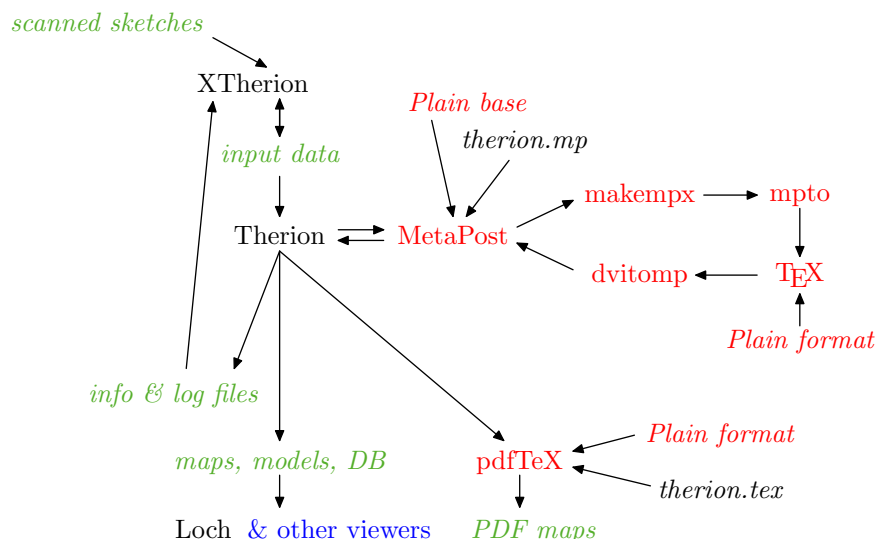 scanned sketches
XTherion
Plain base
therion.mp
input data
makempx
mpto
Therion
MetaPost
dvitomp
TEX
Plain format
info & log files
Plain format
maps, models, DB
pdfTeX
therion.tex
Loch & other viewers
PDF maps